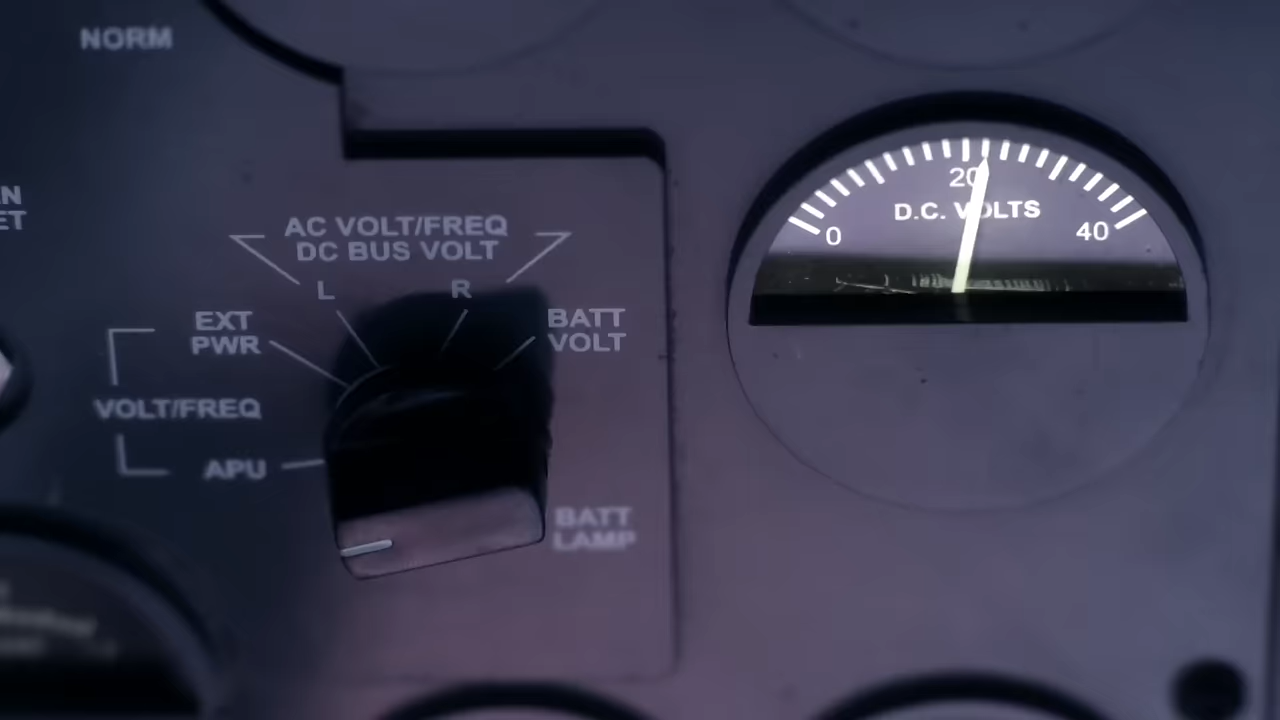 NORM
AC VOLT/FREQ
DC BUS VOLT
L R
EXT
PWR
BATT
VOLT
VOLT/FREQ
APU
BATT
LAMP
20
D.C. VOLTS
0 40